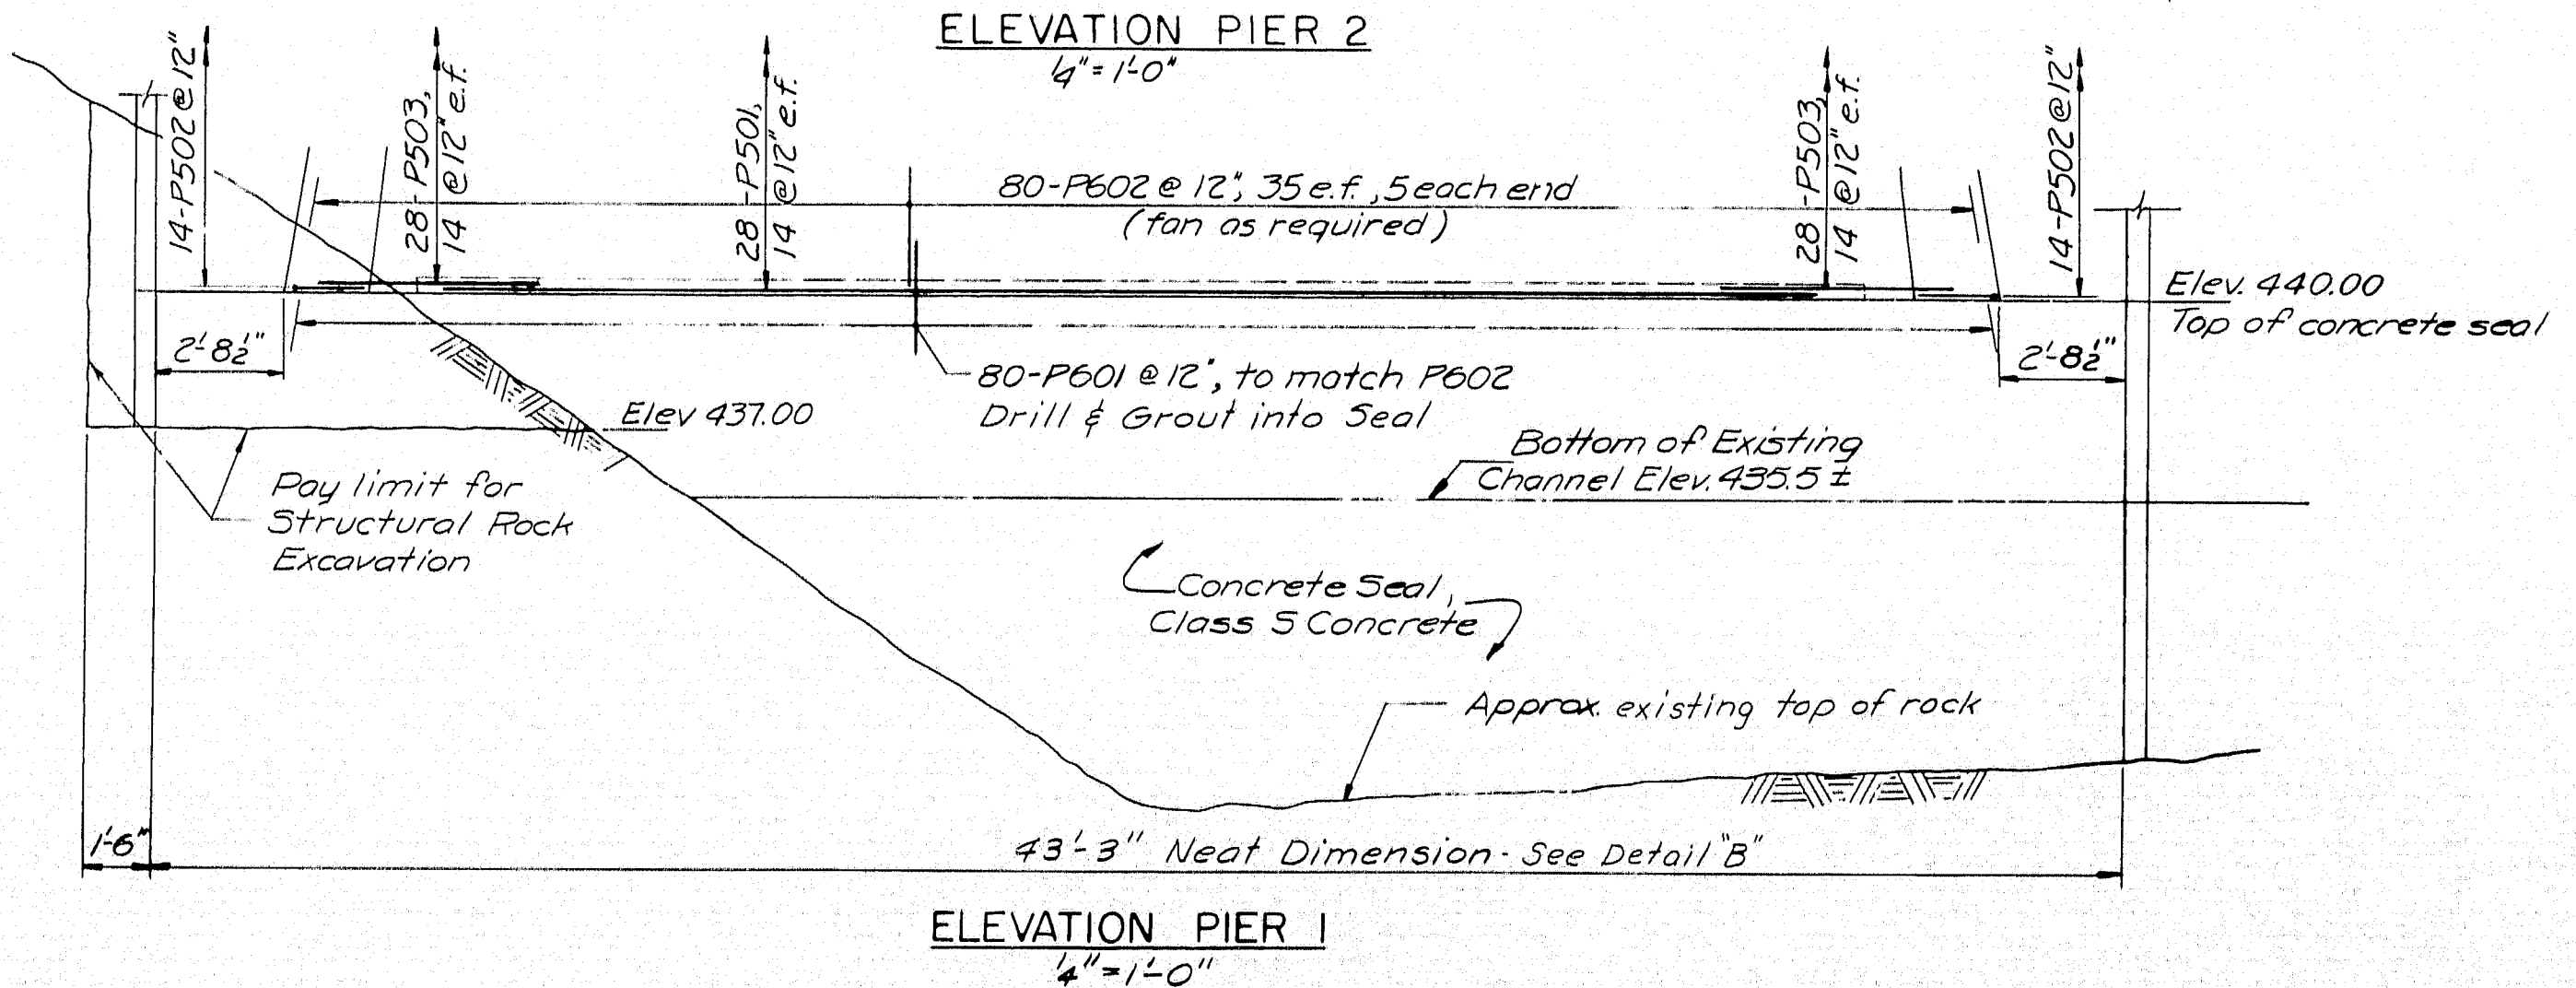 ELEVATION PIER 2
1/4" = 1'-0"
14-P502 @ 12"
28-P503,
14 @ 12" e.f.
28-P501,
14 @ 12" e.f.
80-P602 @ 12", 35 e.f., 5 each end
(fan as required)
28-P503,
14 @ 12" e.f.
14-P502 @ 12"
Elev. 440.00
Top of concrete seal
2'-8 1/2"
2'-8 1/2"
80-P601 @ 12", to match P602
Drill & Grout into Seal
Elev 437.00
Bottom of Existing
Channel Elev. 435.5 ±
Pay limit for
Structural Rock
Excavation
Concrete Seal,
Class S Concrete
Approx. existing top of rock
1'-6"
43'-3" Neat Dimension - See Detail "B"
ELEVATION PIER 1
1/4" = 1'-0"